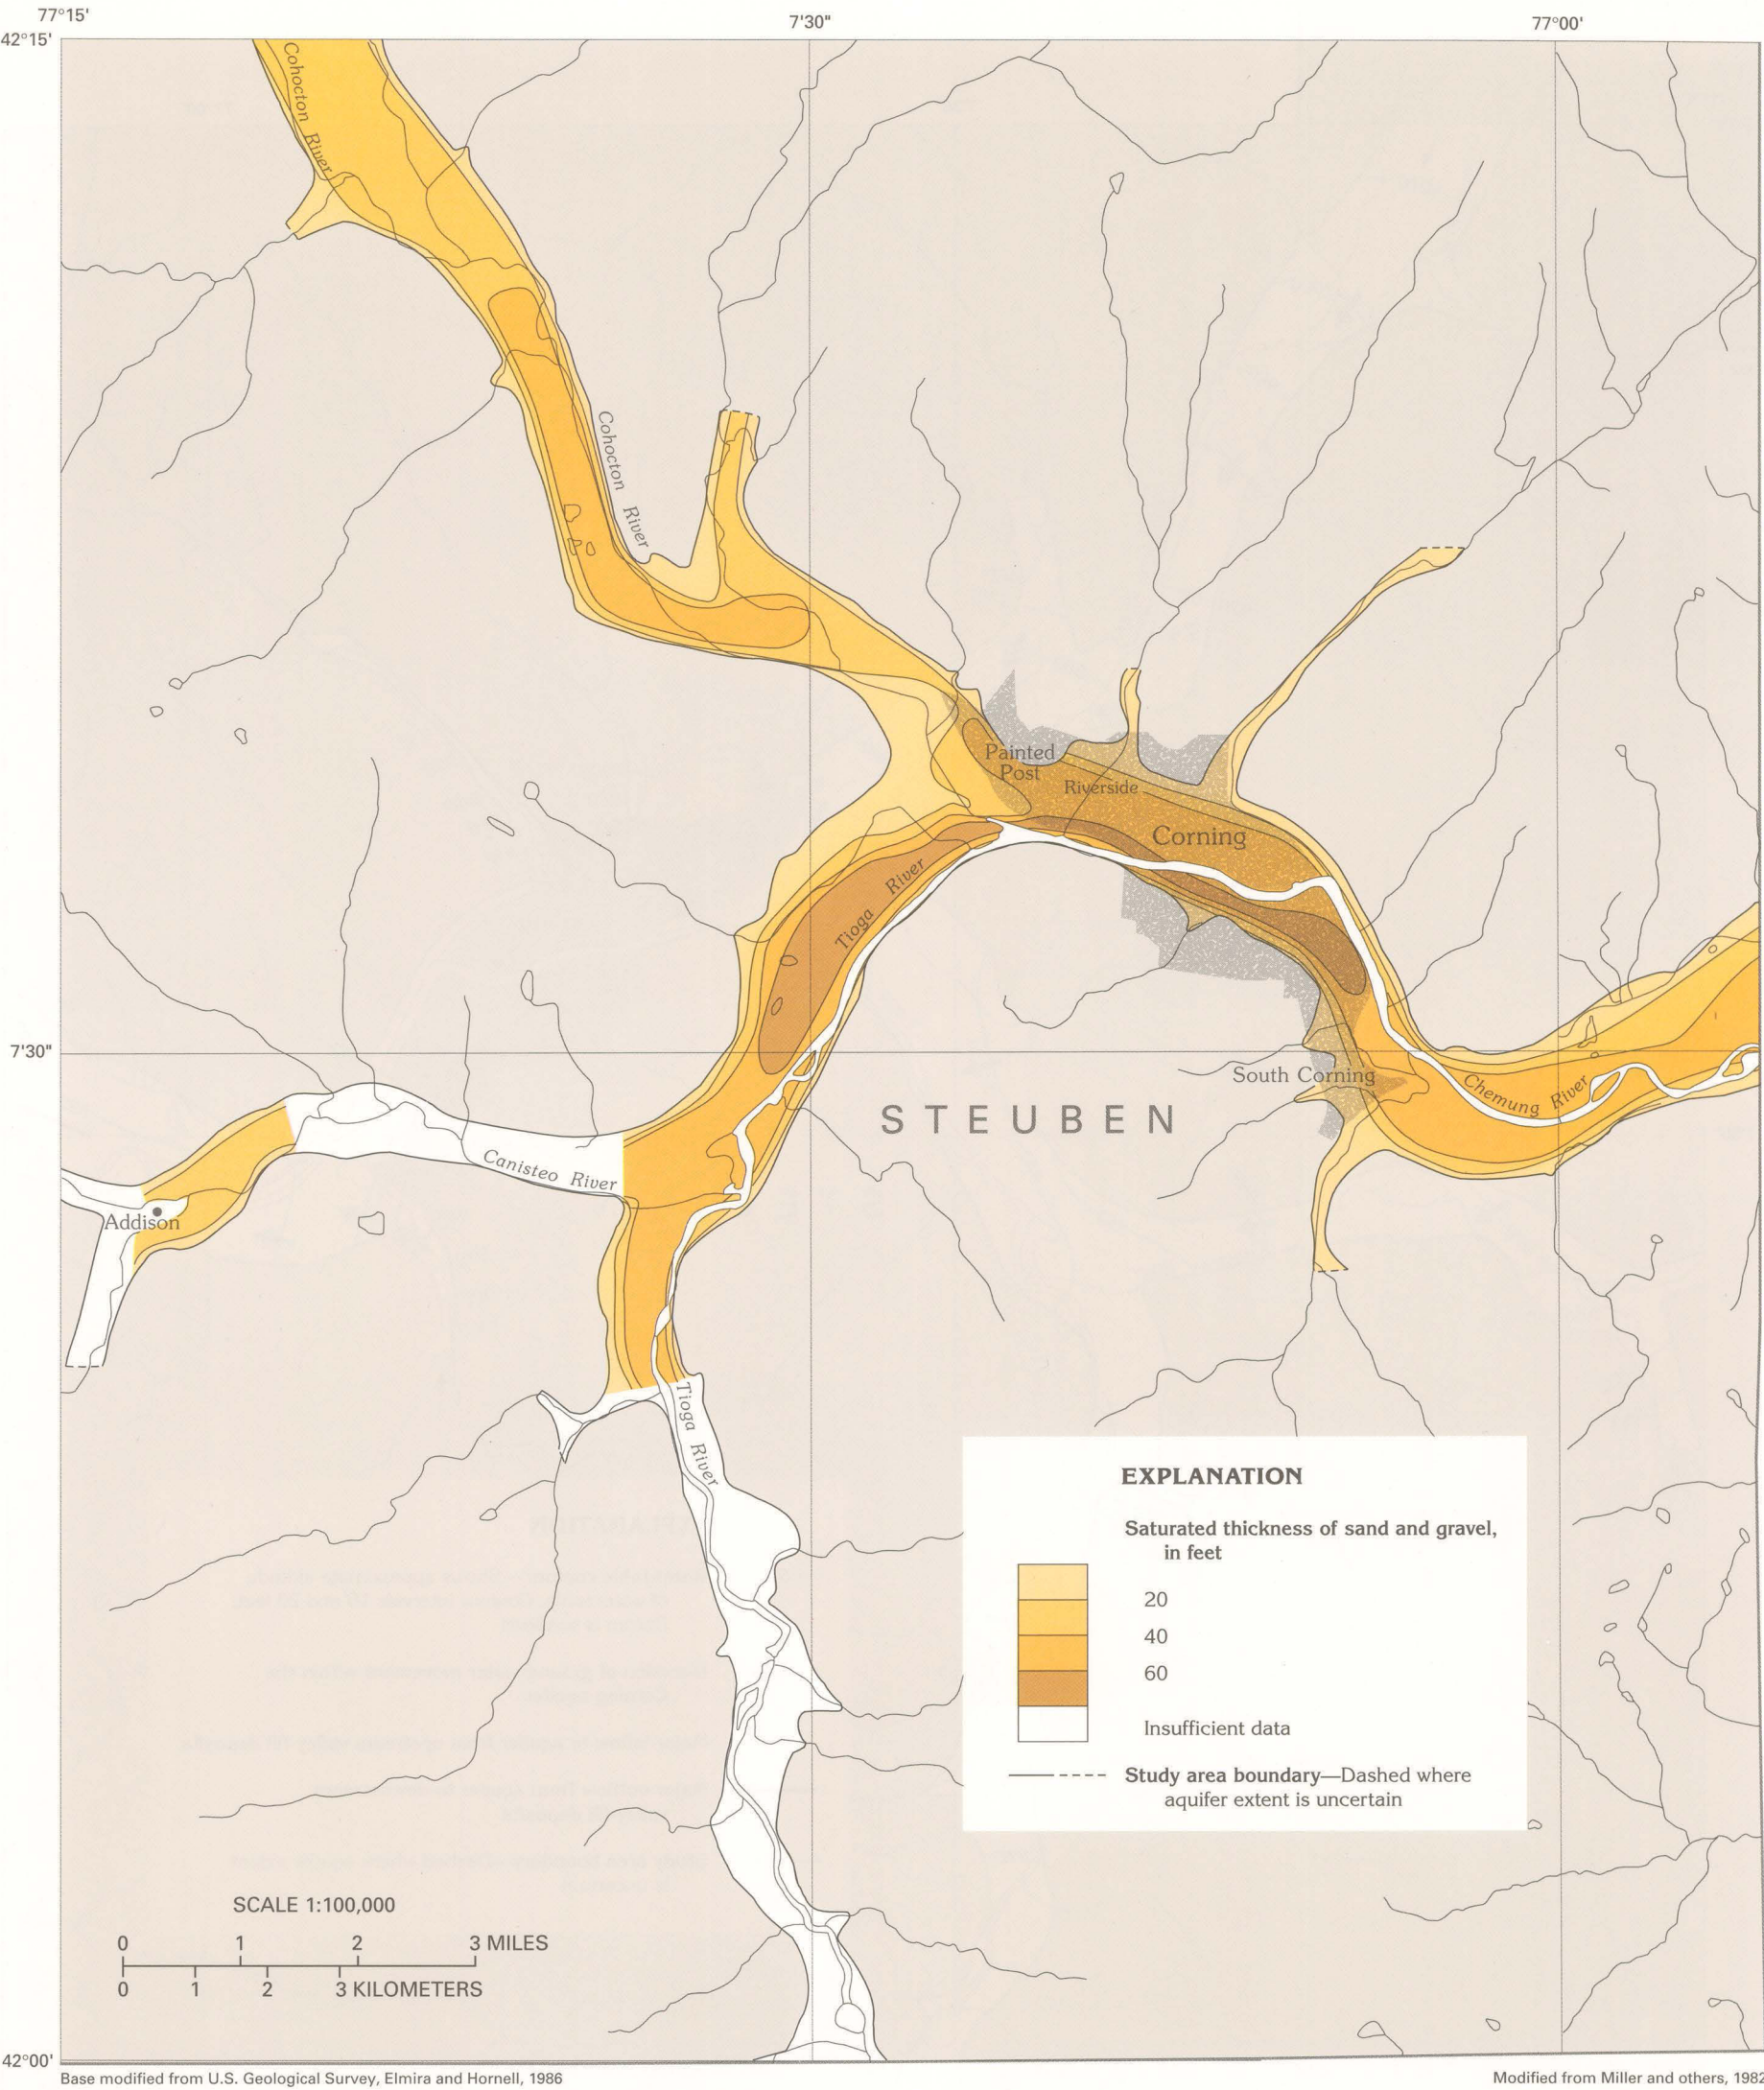 77°15'
7'30"
77°00'
42°15'
Cohocton River
Cohocton River
Painted
Post
Riverside
Corning
Tioga River
7'30"
South Corning
Chemung River
STEUBEN
Canisteo River
Addison
Tioga River
EXPLANATION
Saturated thickness of sand and gravel,
in feet
20
40
60
Insufficient data
Study area boundary—Dashed where
aquifer extent is uncertain
SCALE 1:100,000
0 1 2 3 MILES
0 1 2 3 KILOMETERS
42°00'
Base modified from U.S. Geological Survey, Elmira and Hornell, 1986
Modified from Miller and others,